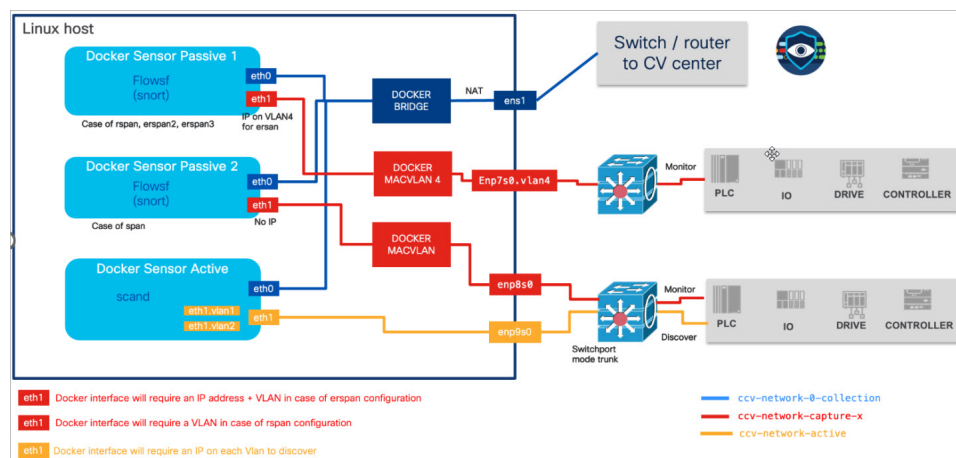 Linux host
Docker Sensor Passive 1
Flowsf
(snort)
eth0
eth1
Case of rspan, erspan2, erspan3
IP on VLAN4
for ersan
DOCKER
BRIDGE
NAT
ens1
Switch / router
to CV center
Docker Sensor Passive 2
Flowsf
(snort)
eth0
eth1
Case of span
No IP
DOCKER
MACVLAN 4
Enp7s0.vlan4
Monitor
PLC
IO
DRIVE
CONTROLLER
DOCKER
MACVLAN
enp8s0
Docker Sensor Active
scand
eth0
eth1
eth1.vlan1
eth1.vlan2
enp9s0
Switchport
mode trunk
Monitor
Discover
PLC
IO
DRIVE
CONTROLLER
eth1 Docker interface will require an IP address + VLAN in case of erspan configuration
eth1 Docker interface will require a VLAN in case of rspan configuration
eth1 Docker interface will require an IP on each Vlan to discover
ccv-network-0-collection
ccv-network-capture-x
ccv-network-active